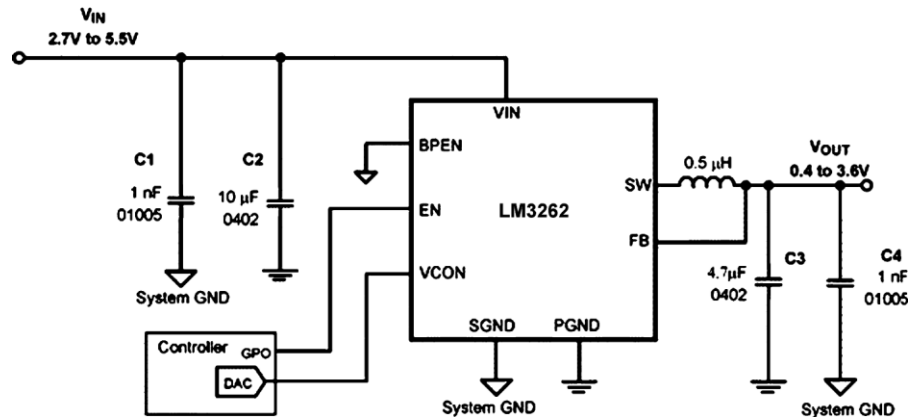 VIN
2.7V to 5.5V
VIN
BPEN
C1
C2
1 nF
01005
10 µF
0402
EN
LM3262
SW
0.5 µH
VOUT
0.4 to 3.6V
FB
VCON
4.7µF
0402
C3
C4
1 nF
01005
System GND
SGND
PGND
Controller
GPO
DAC
System GND
System GND